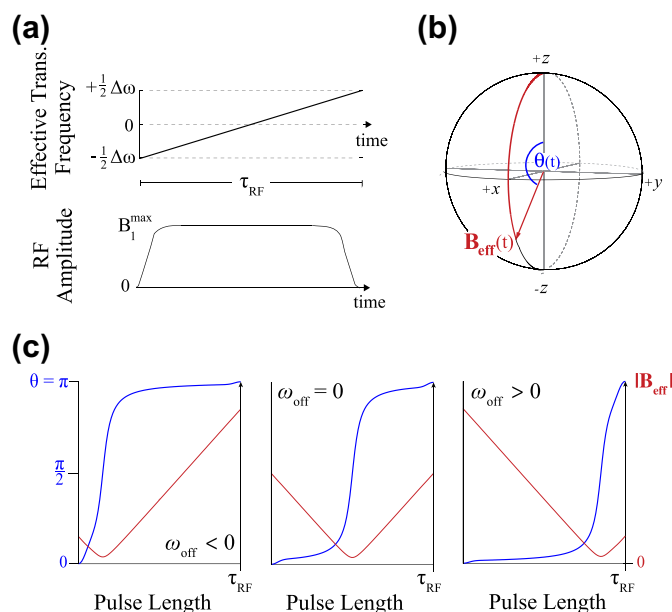 (a)
Effective Trans.
Frequency
+½ Δω
0
-½ Δω
time
τRF
RF
Amplitude
B₁ᵐᵃˣ
0
time
(b)
+z
θ(t)
+x
+y
Beff(t)
-z
(c)
θ = π
π/2
0
ωoff < 0
τRF
Pulse Length
ωoff = 0
τRF
Pulse Length
ωoff > 0
|Beff|
0
τRF
Pulse Length